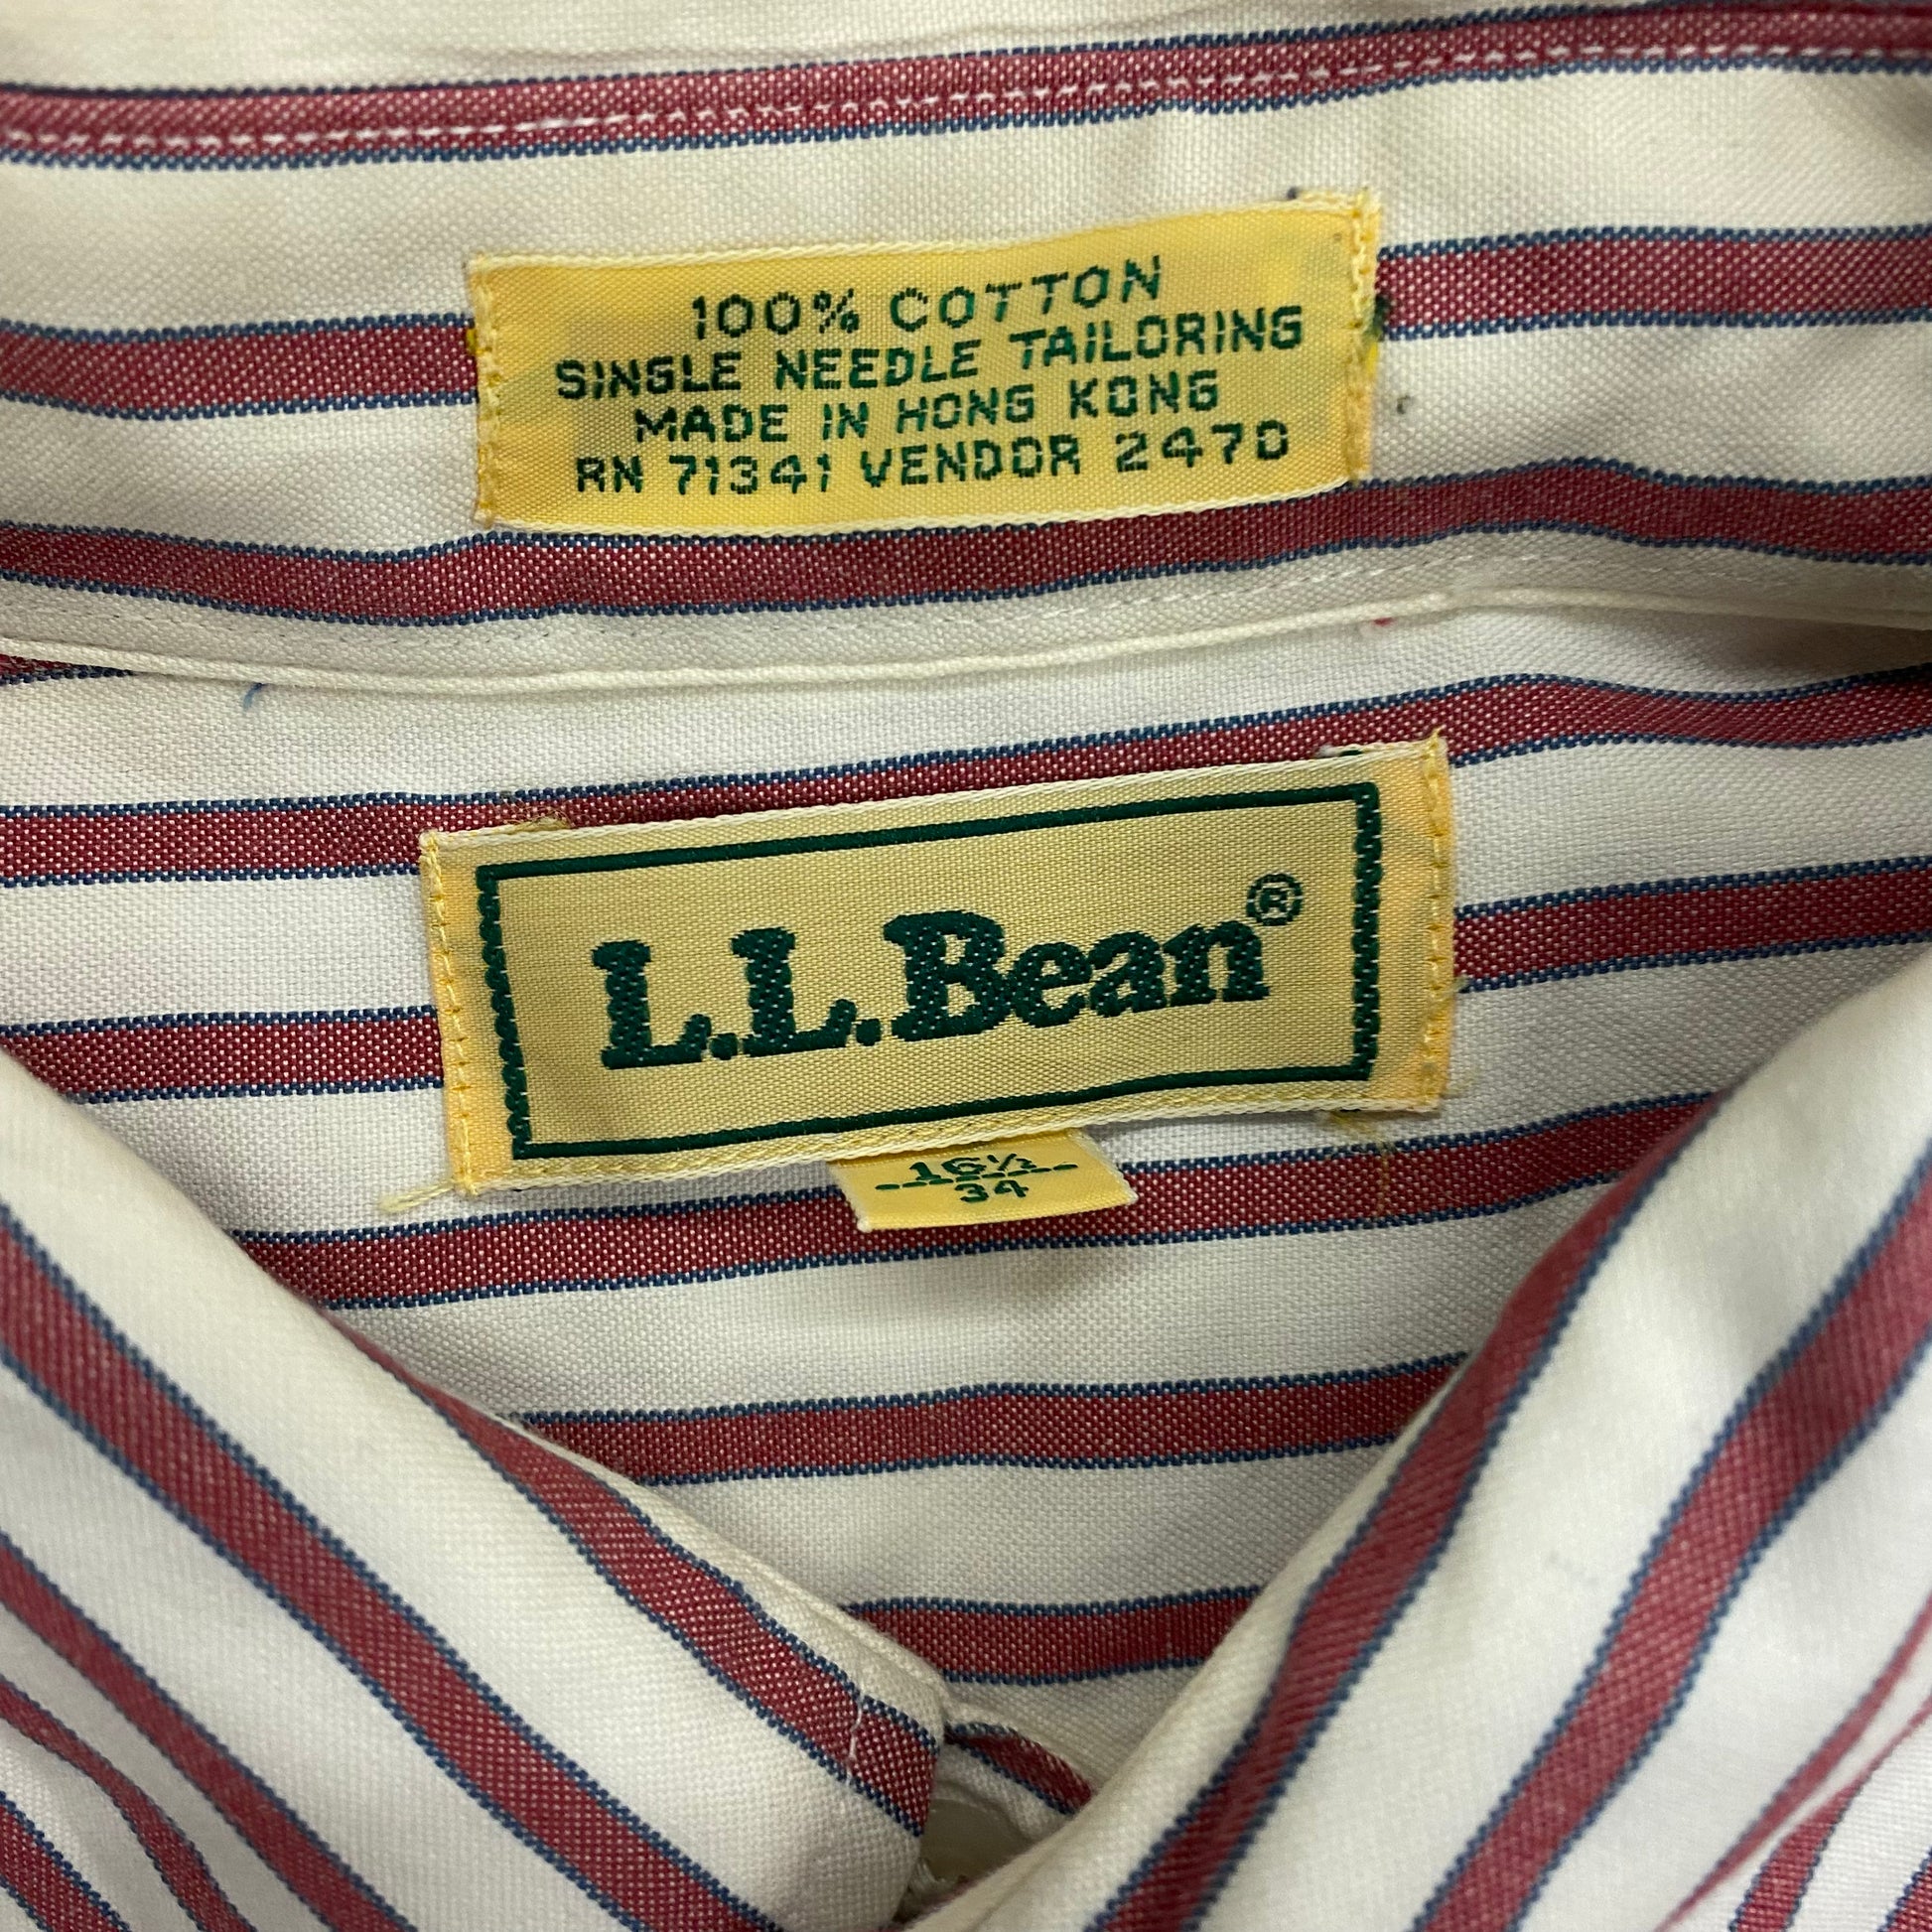 100% COTTON
SINGLE NEEDLE TAILORING
MADE IN HONG KONG
RN 71341 VENDOR 2470
L.L.Bean®
16½
34